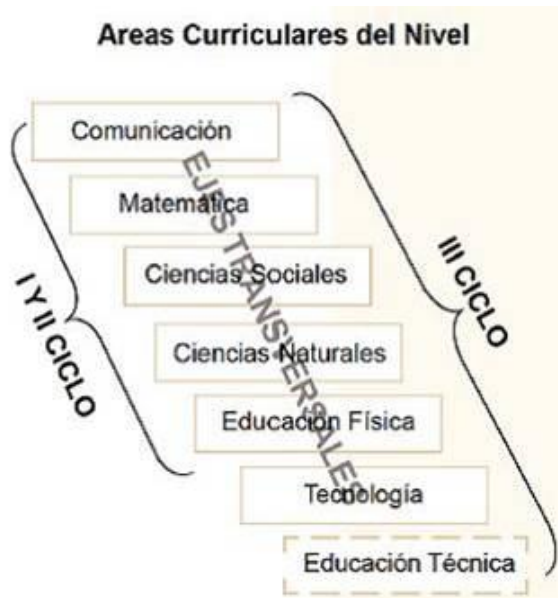 Areas Curriculares del Nivel
Comunicación
Matemática
Ciencias Sociales
Ciencias Naturales
Educación Física
Tecnología
Educación Técnica
EJES TRANSVERSALES
I Y II CICLO
III CICLO